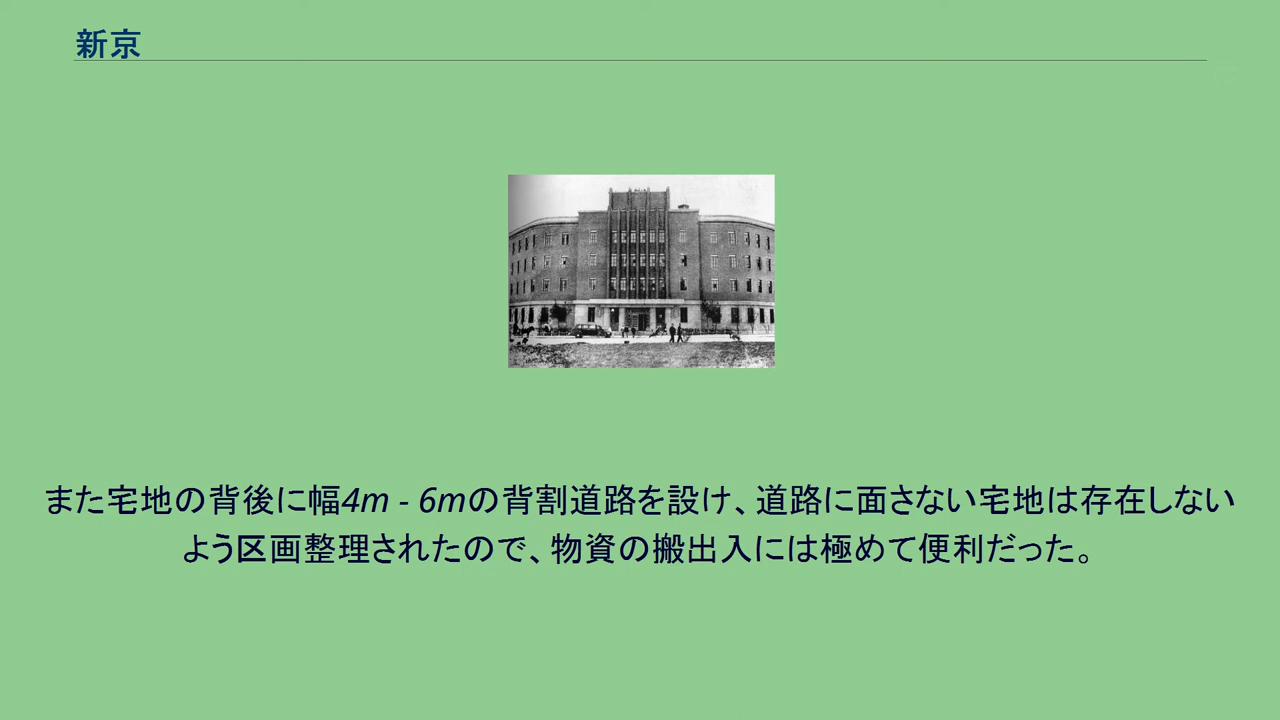 新京
また宅地の背後に幅4m - 6mの背割道路を設け、道路に面さない宅地は存在しない
よう区画整理されたので、物資の搬出入には極めて便利だった。